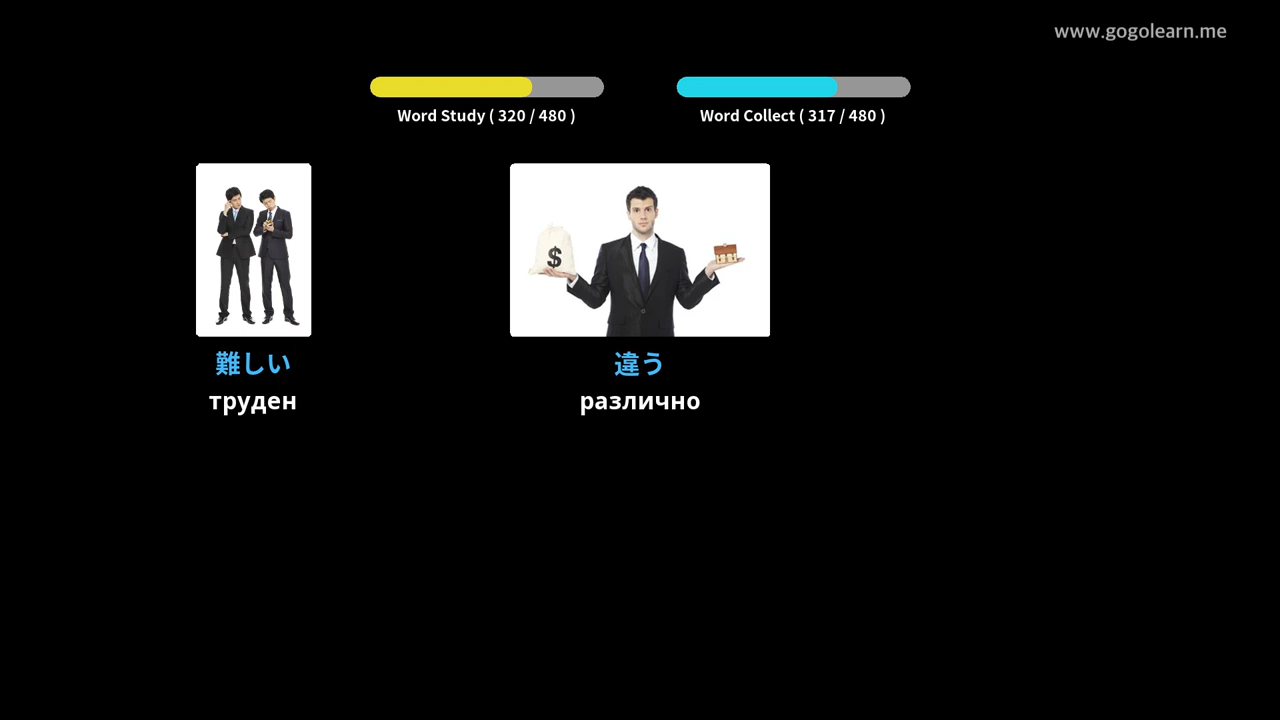 www.gogolearn.me
Word Study ( 320 / 480 )
Word Collect ( 317 / 480 )
$
難しい
труден
違う
различно